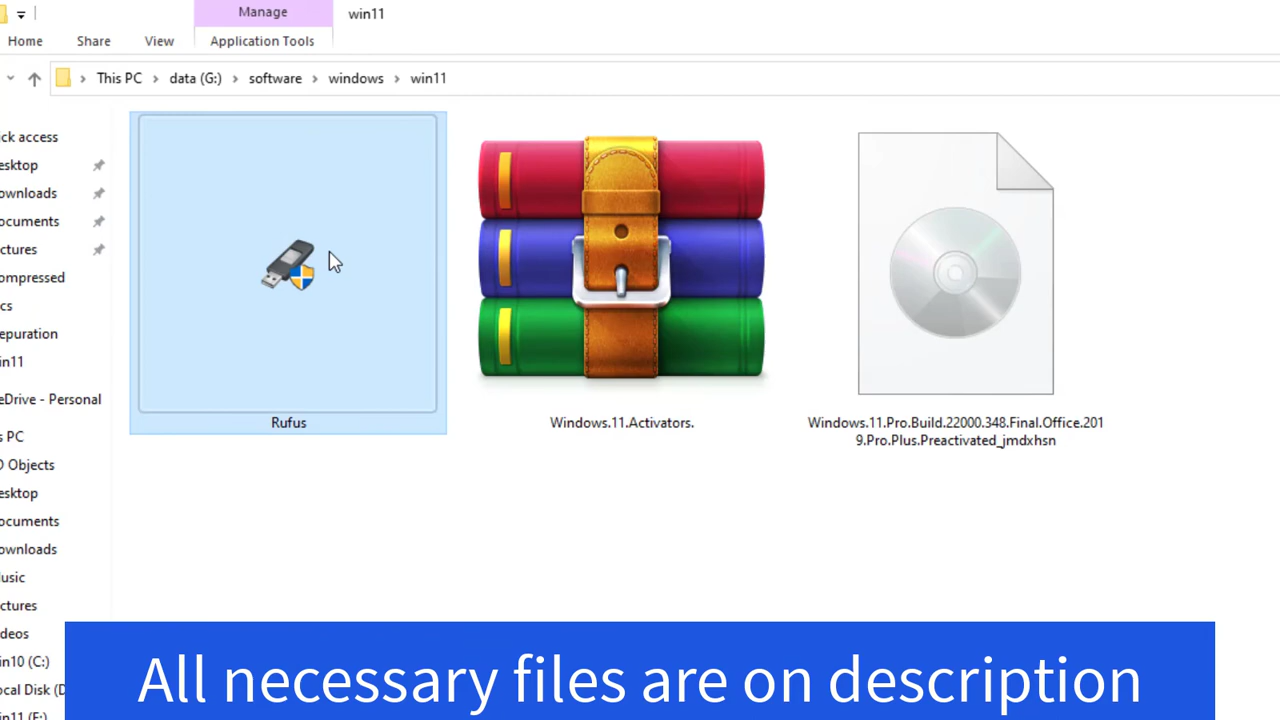 Manage
win11
Home
Share
View
Application Tools
This PC
data (G:)
software
windows
win11
ick access
esktop
ownloads
ocuments
ctures
ompressed
cs
epuration
in11
eDrive - Personal
s PC
D Objects
esktop
ocuments
ownloads
usic
ctures
deos
in10 (C:)
ocal Disk (D
in11 (E:)
Rufus
Windows.11.Activators.
Windows.11.Pro.Build.22000.348.Final.Office.201
9.Pro.Plus.Preactivated_jmdxhsn
All necessary files are on description